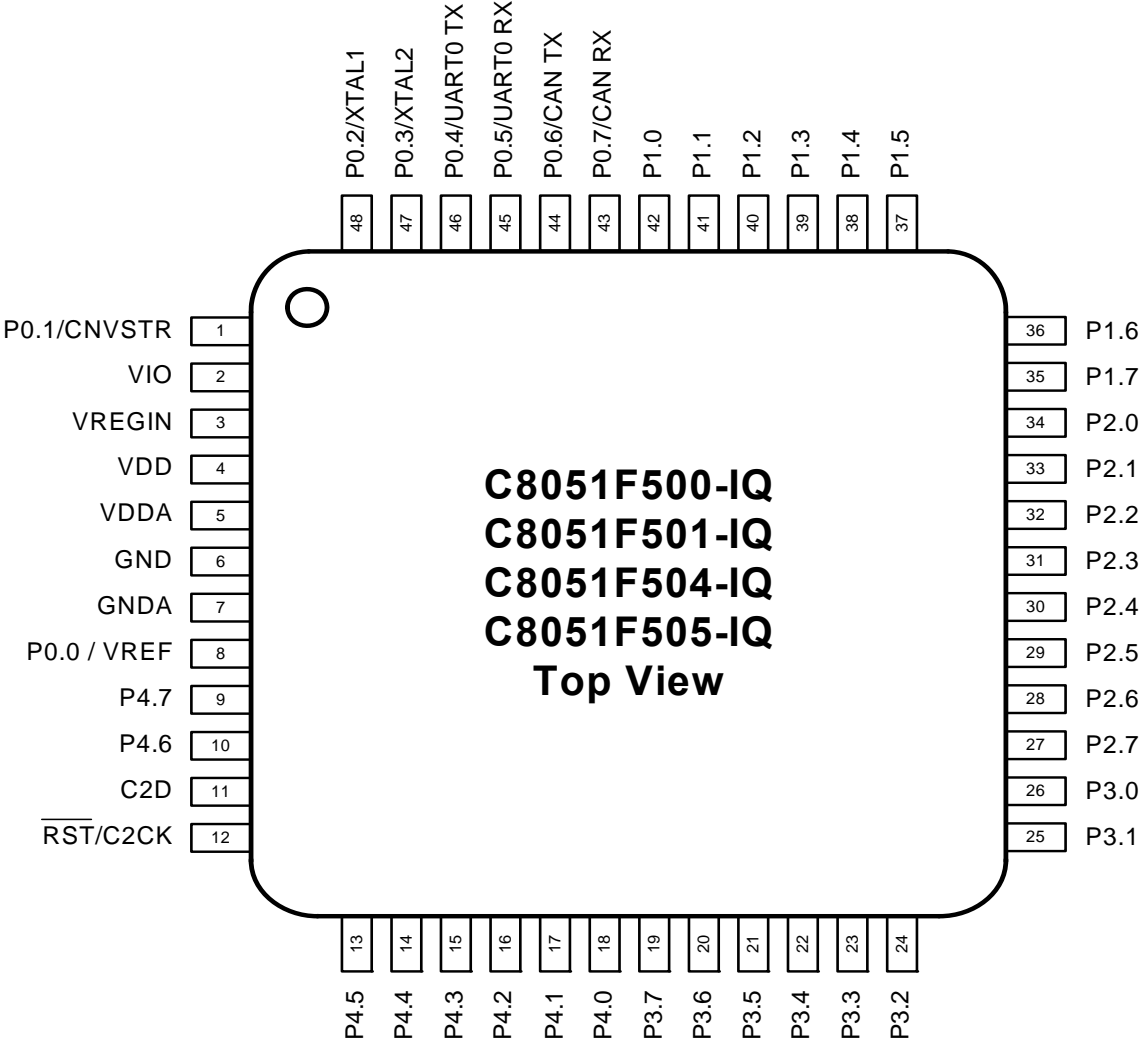 P0.2/XTAL1
P0.3/XTAL2
P0.4/UART0 TX
P0.5/UART0 RX
P0.6/CAN TX
P0.7/CAN RX
P1.0
P1.1
P1.2
P1.3
P1.4
P1.5
48
47
46
45
44
43
42
41
40
39
38
37
P0.1/CNVSTR 1
VIO 2
VREGIN 3
VDD 4
VDDA 5
GND 6
GNDA 7
P0.0 / VREF 8
P4.7 9
P4.6 10
C2D 11
RST/C2CK 12
C8051F500-IQ
C8051F501-IQ
C8051F504-IQ
C8051F505-IQ
Top View
36 P1.6
35 P1.7
34 P2.0
33 P2.1
32 P2.2
31 P2.3
30 P2.4
29 P2.5
28 P2.6
27 P2.7
26 P3.0
25 P3.1
13
14
15
16
17
18
19
20
21
22
23
24
P4.5
P4.4
P4.3
P4.2
P4.1
P4.0
P3.7
P3.6
P3.5
P3.4
P3.3
P3.2